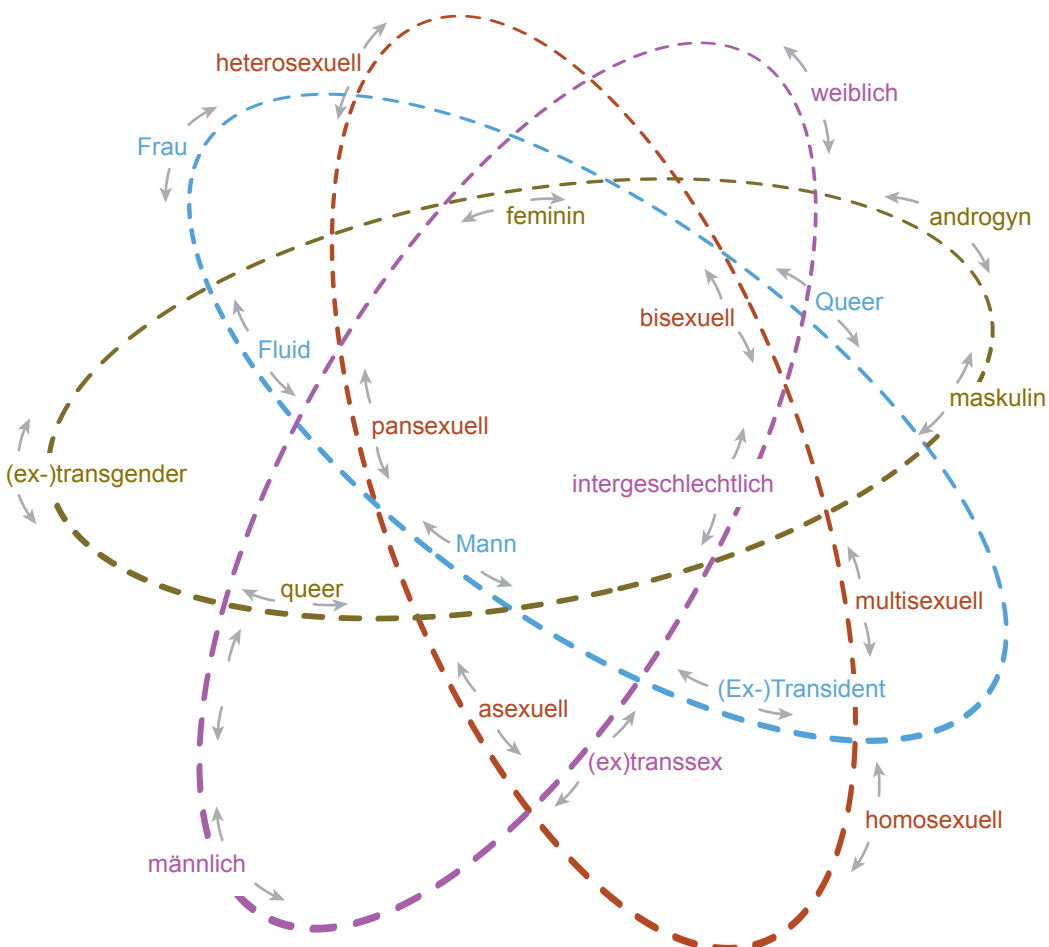 heterosexuell
weiblich
Frau
feminin
androgyn
Queer
bisexuell
Fluid
maskulin
pansexuell
(ex-)transgender
intergeschlechtlich
Mann
queer
multisexuell
(Ex-)Transident
asexuell
(ex)transsex
homosexuell
männlich